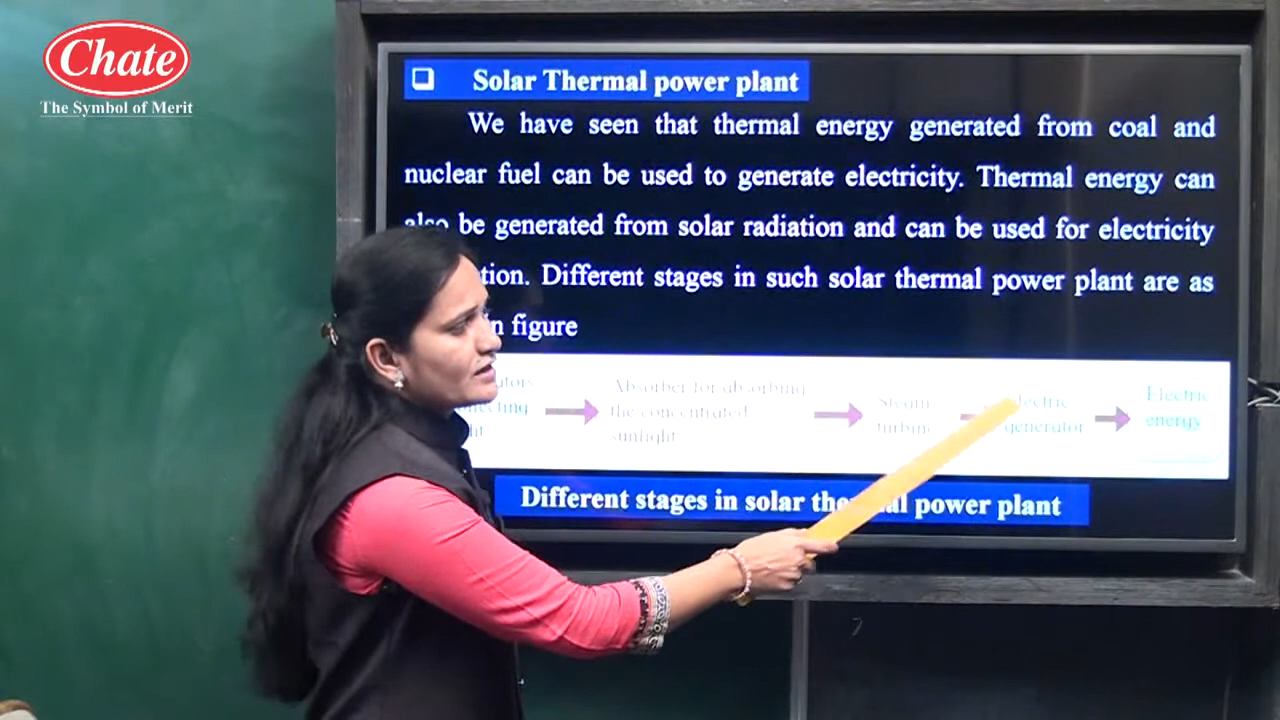 Chate
The Symbol of Merit
Solar Thermal power plant
We have seen that thermal energy generated from coal and
nuclear fuel can be used to generate electricity. Thermal energy can
also be generated from solar radiation and can be used for electricity
tion. Different stages in such solar thermal power plant are as
figure
Absorber for absorbing
the concentrated
sunlight
Steam
turbine
generator
Electric
energy
Different stages in solar power plant